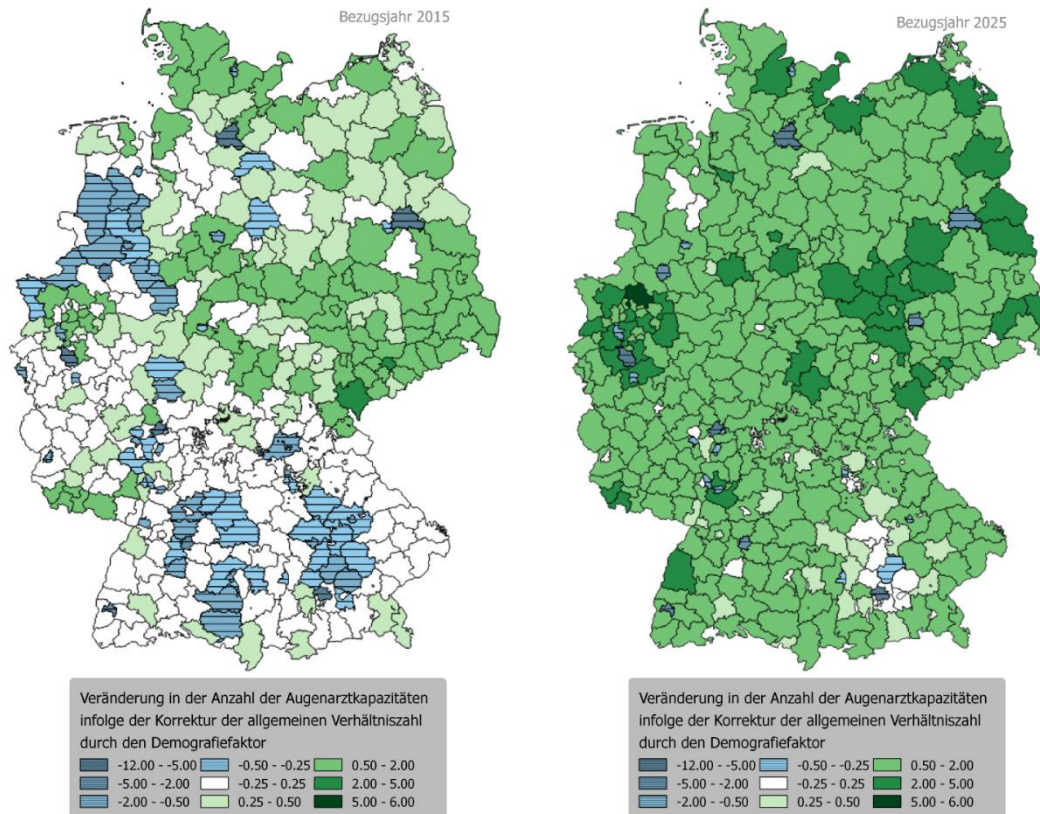 Bezugsjahr 2015
Veränderung in der Anzahl der Augenarztkapazitäten
infolge der Korrektur der allgemeinen Verhältniszahl
durch den Demografiefaktor
-12.00 - -5.00 -0.50 - -0.25 0.50 - 2.00
-5.00 - -2.00 -0.25 - 0.25 2.00 - 5.00
-2.00 - -0.50 0.25 - 0.50 5.00 - 6.00
Bezugsjahr 2025
Veränderung in der Anzahl der Augenarztkapazitäten
infolge der Korrektur der allgemeinen Verhältniszahl
durch den Demografiefaktor
-12.00 - -5.00 -0.50 - -0.25 0.50 - 2.00
-5.00 - -2.00 -0.25 - 0.25 2.00 - 5.00
-2.00 - -0.50 0.25 - 0.50 5.00 - 6.00